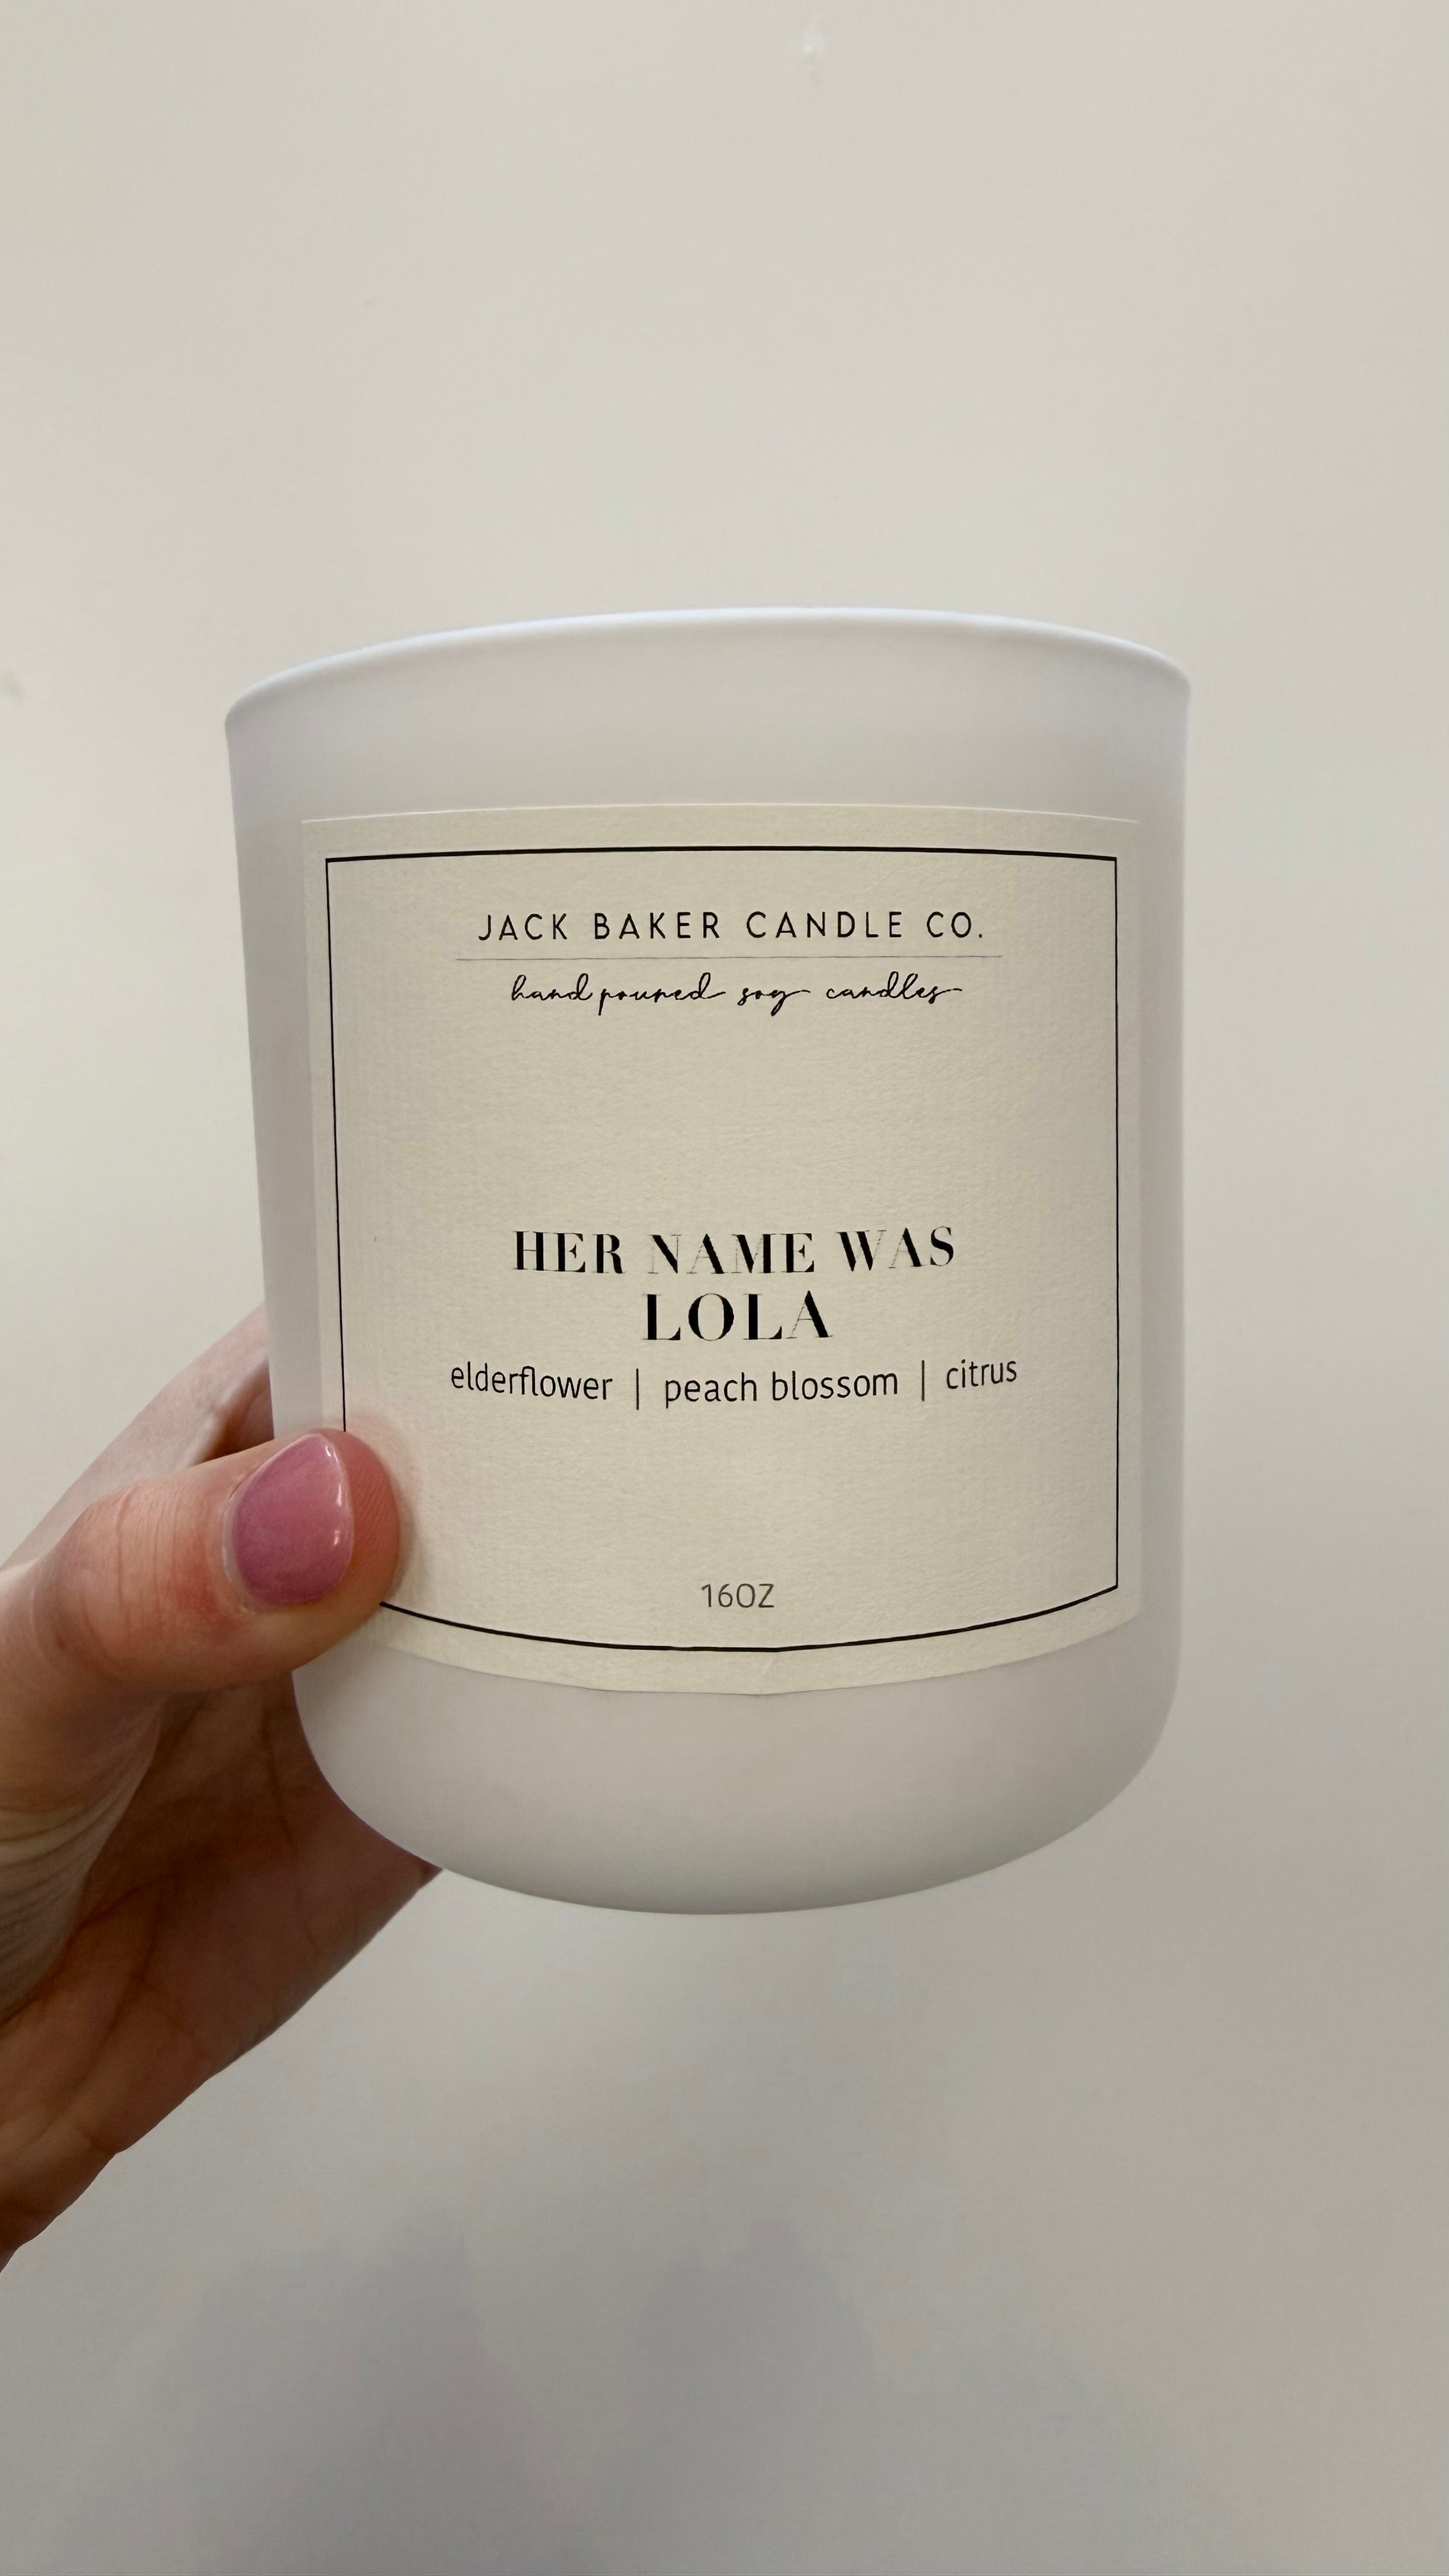 JACK BAKER CANDLE CO.
hand poured soy candles
HER NAME WAS
LOLA
elderflower | peach blossom | citrus
16OZ